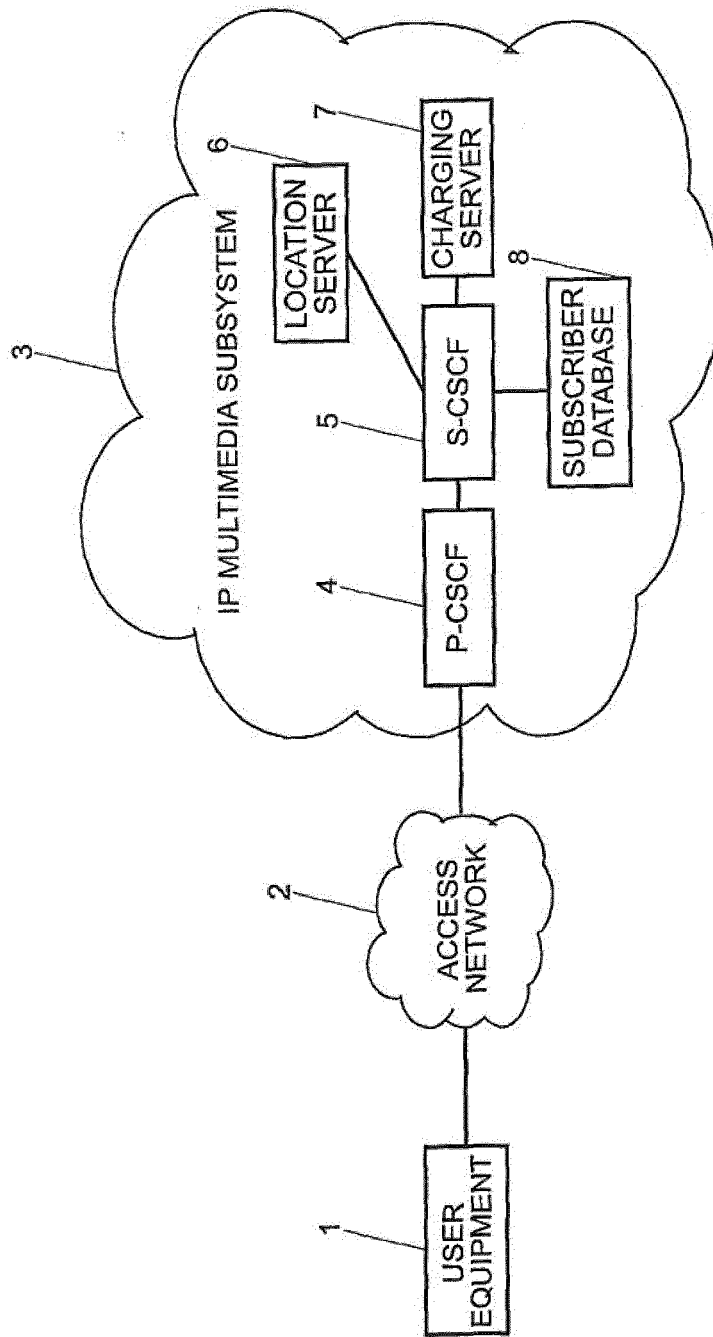 3
IP MULTIMEDIA SUBSYSTEM
6
LOCATION
SERVER
7
CHARGING
SERVER
5
S-CSCF
4
P-CSCF
8
SUBSCRIBER
DATABASE
2
ACCESS
NETWORK
1
USER
EQUIPMENT